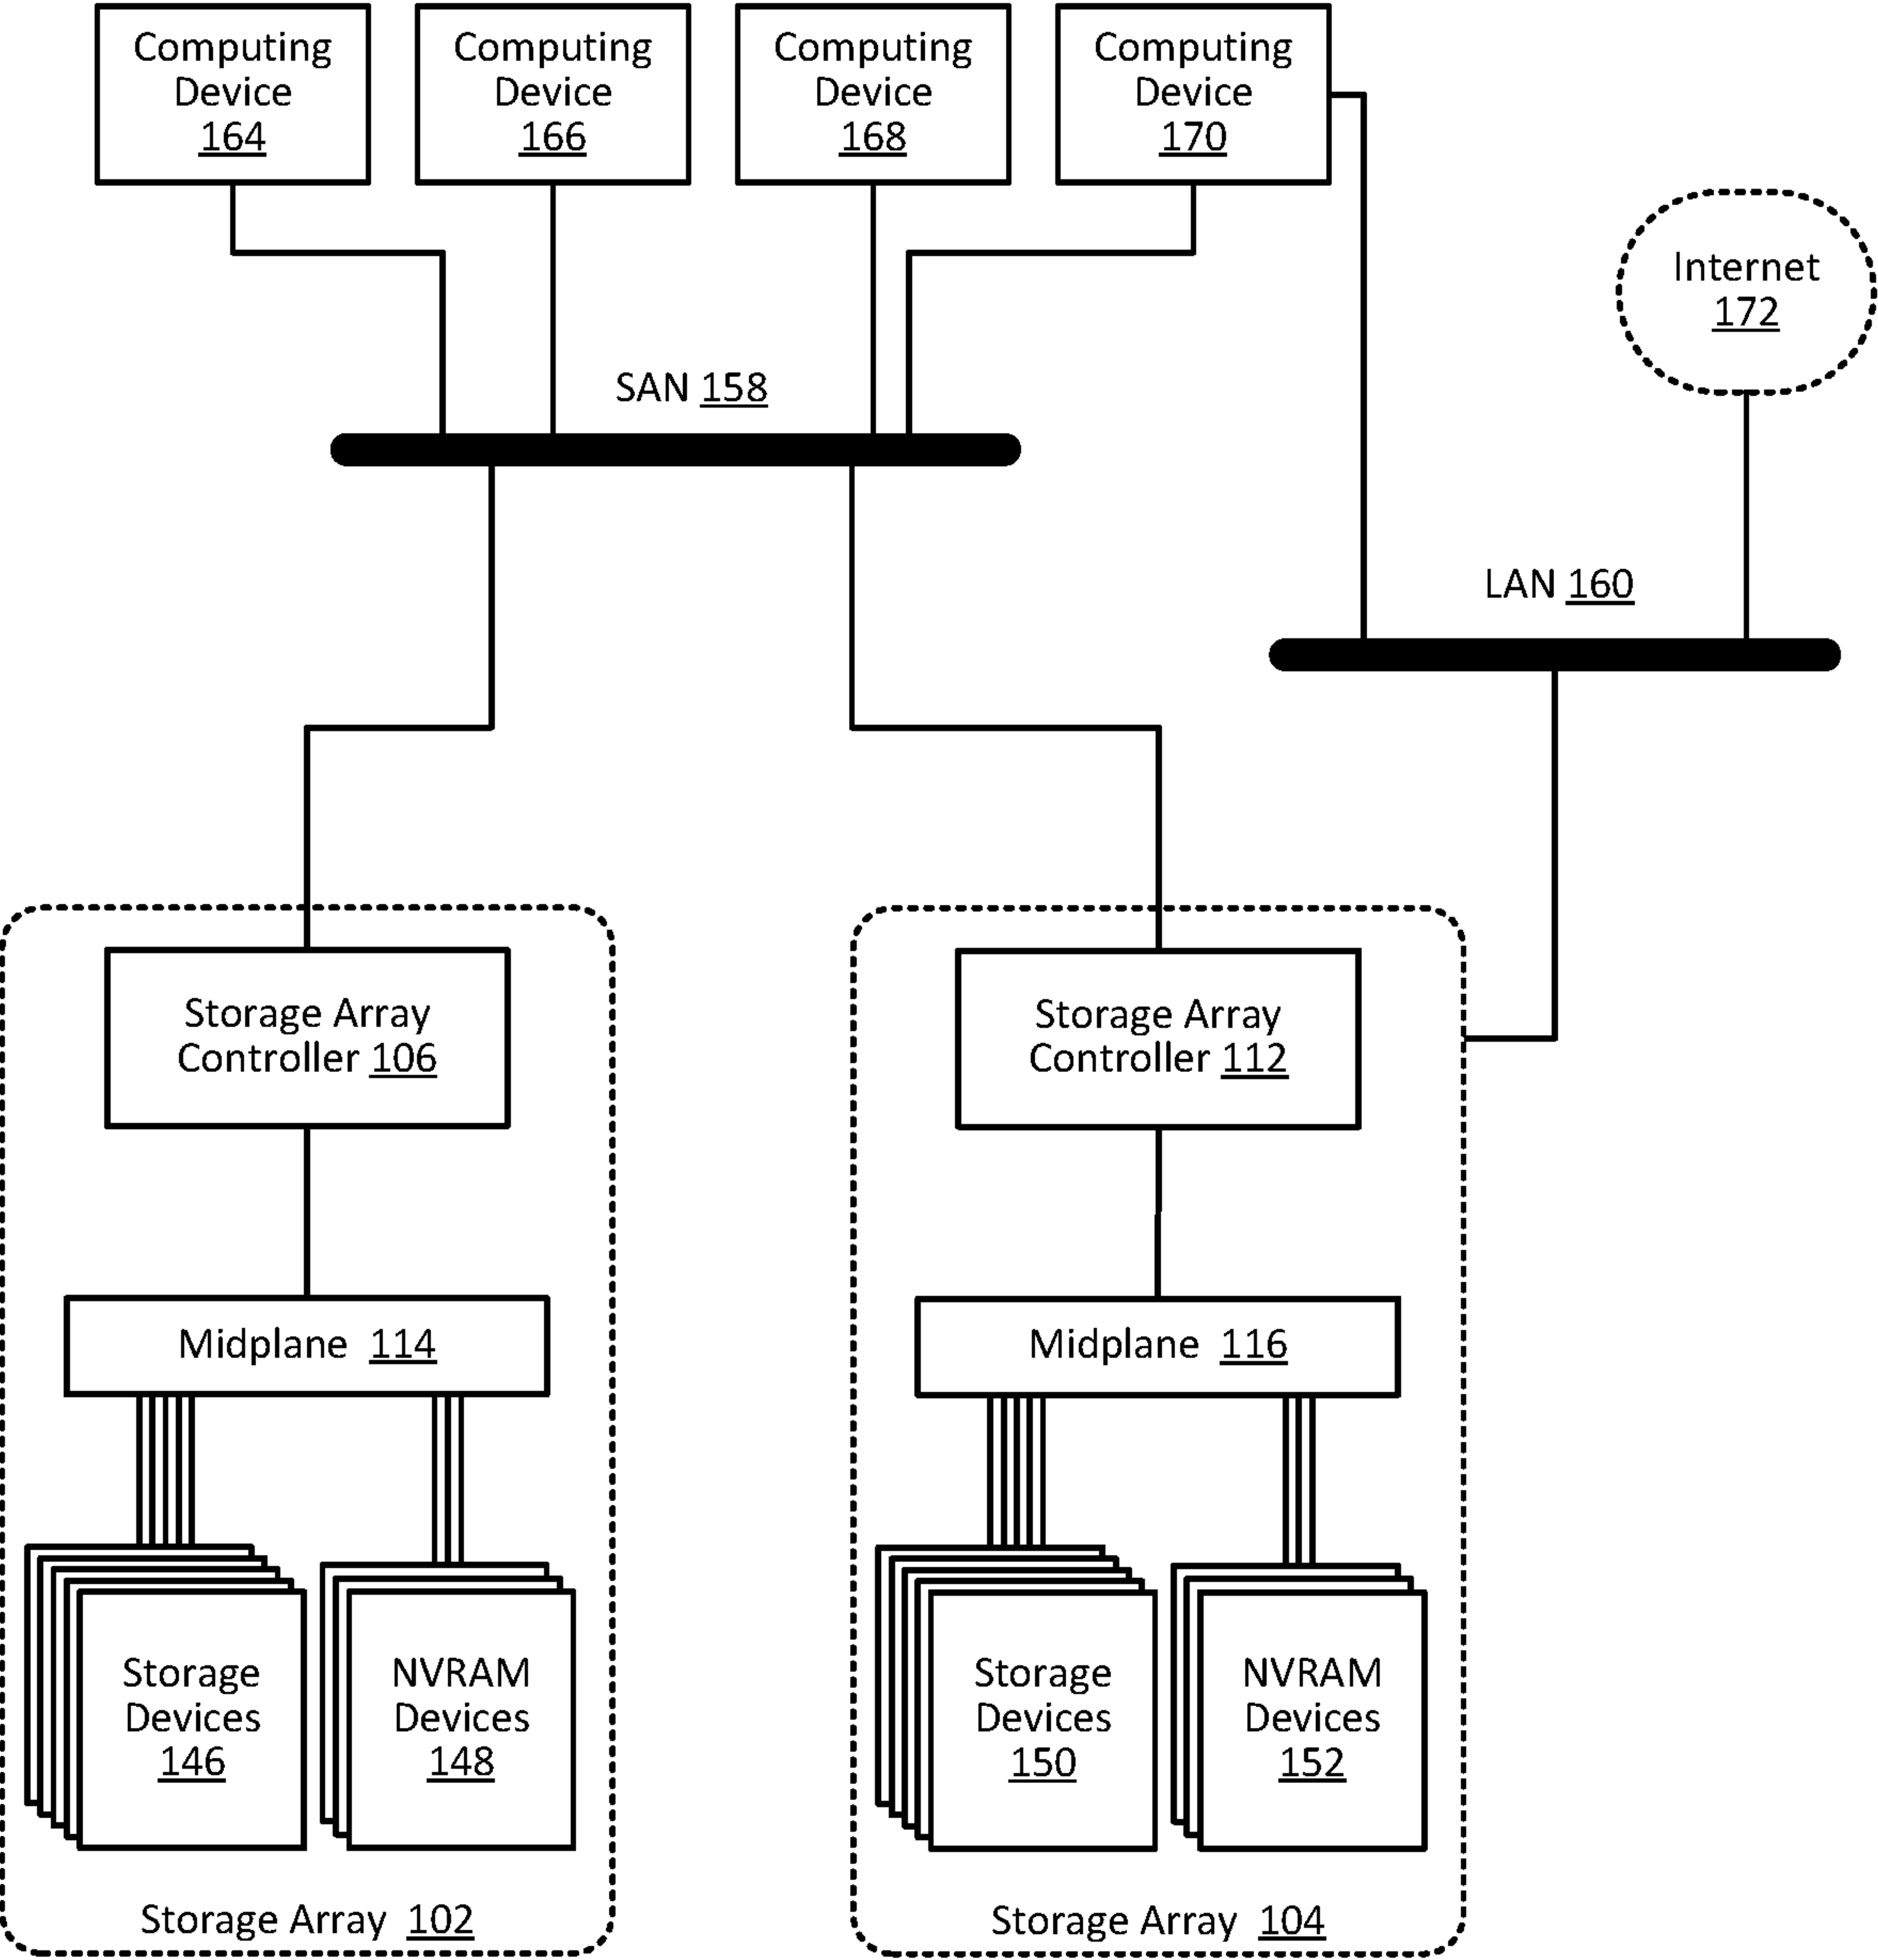 Computing
Device
164
Computing
Device
166
Computing
Device
168
Computing
Device
170
Internet
172
SAN 158
LAN 160
Storage Array
Controller 106
Storage Array
Controller 112
Midplane 114
Midplane 116
Storage
Devices
146
NVRAM
Devices
148
Storage
Devices
150
NVRAM
Devices
152
Storage Array 102
Storage Array 104